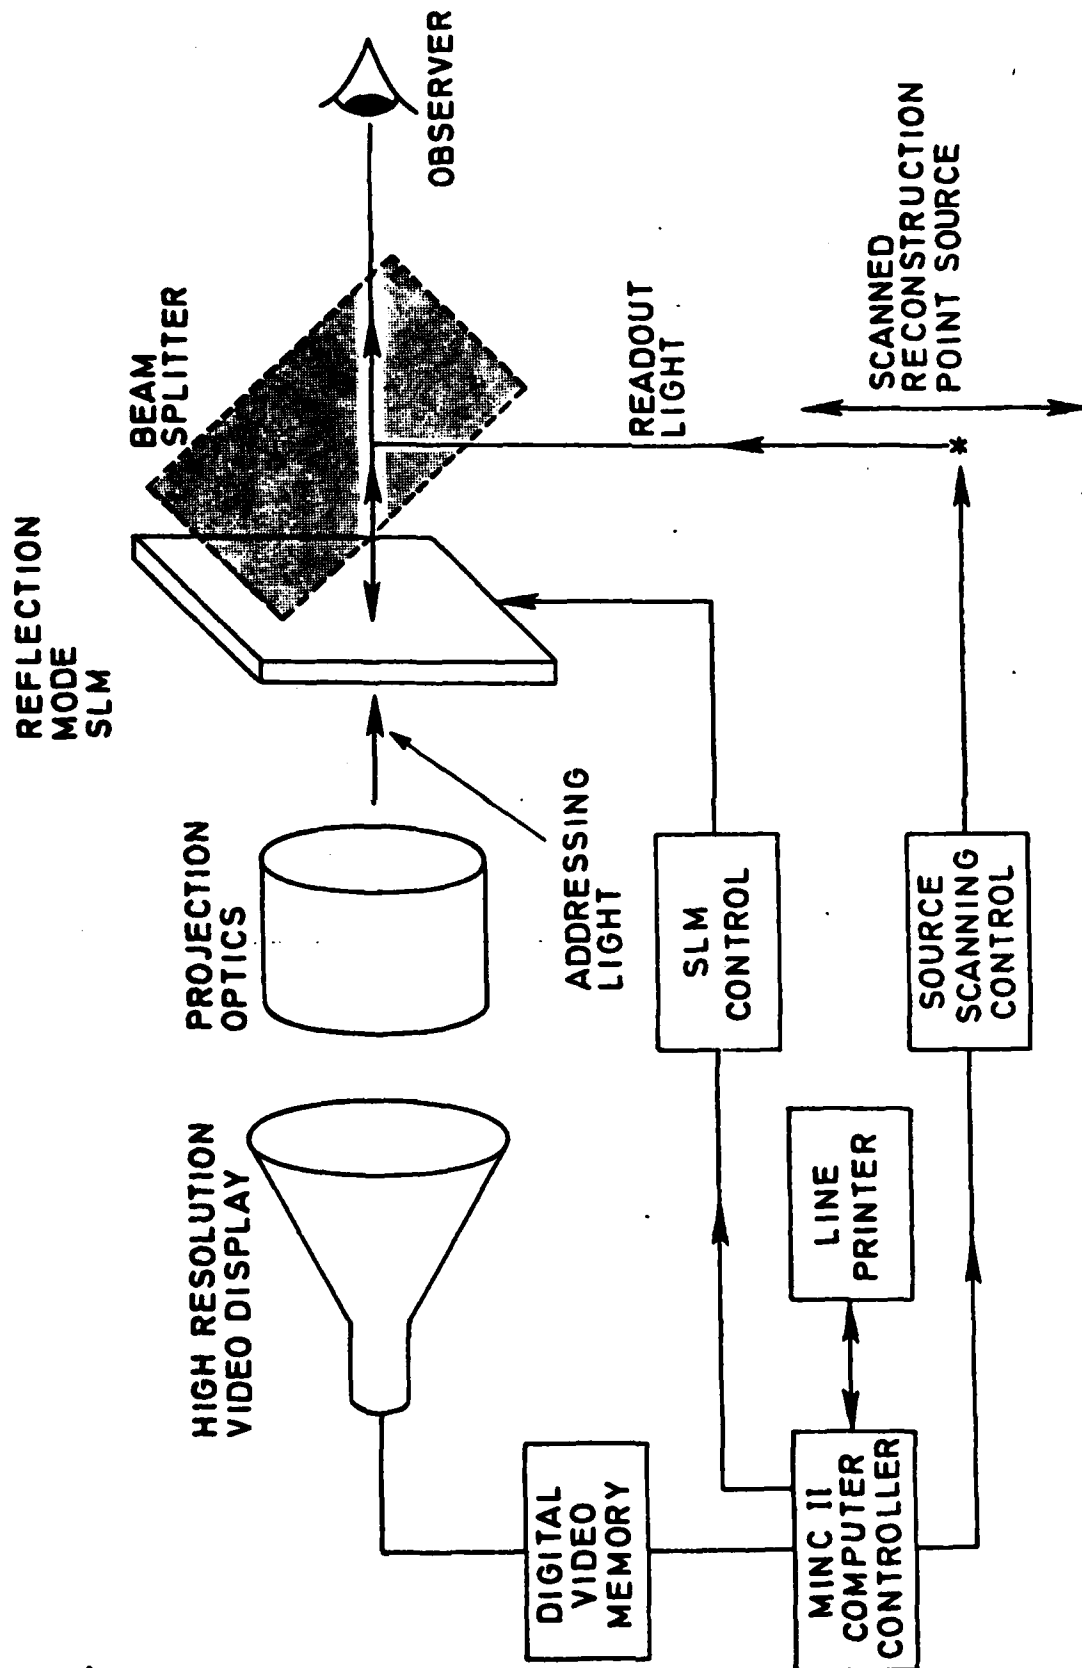 REFLECTION
MODE
SLM
BEAM
SPLITTER
OBSERVER
PROJECTION
OPTICS
HIGH RESOLUTION
VIDEO DISPLAY
ADDRESSING
LIGHT
READOUT
LIGHT
SCANNED
RECONSTRUCTION
POINT SOURCE
DIGITAL
VIDEO
MEMORY
SLM
CONTROL
LINE
PRINTER
SOURCE
SCANNING
CONTROL
MINC II
COMPUTER
CONTROLLER